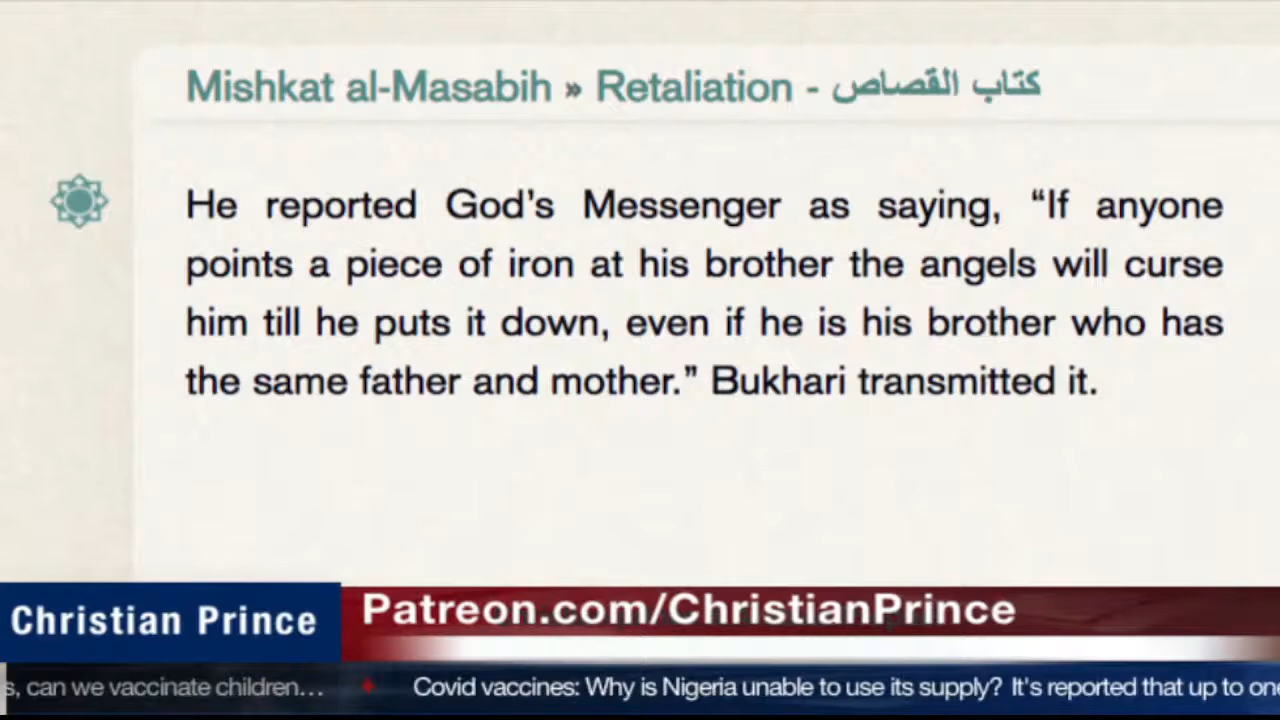 Mishkat al-Masabih » Retaliation - كتاب القصاص
He reported God's Messenger as saying, “If anyone
points a piece of iron at his brother the angels will curse
him till he puts it down, even if he is his brother who has
the same father and mother.” Bukhari transmitted it.
Christian Prince
Patreon.com/ChristianPrince
s, can we vaccinate children... Covid vaccines: Why is Nigeria unable to use its supply? It's reported that up to one